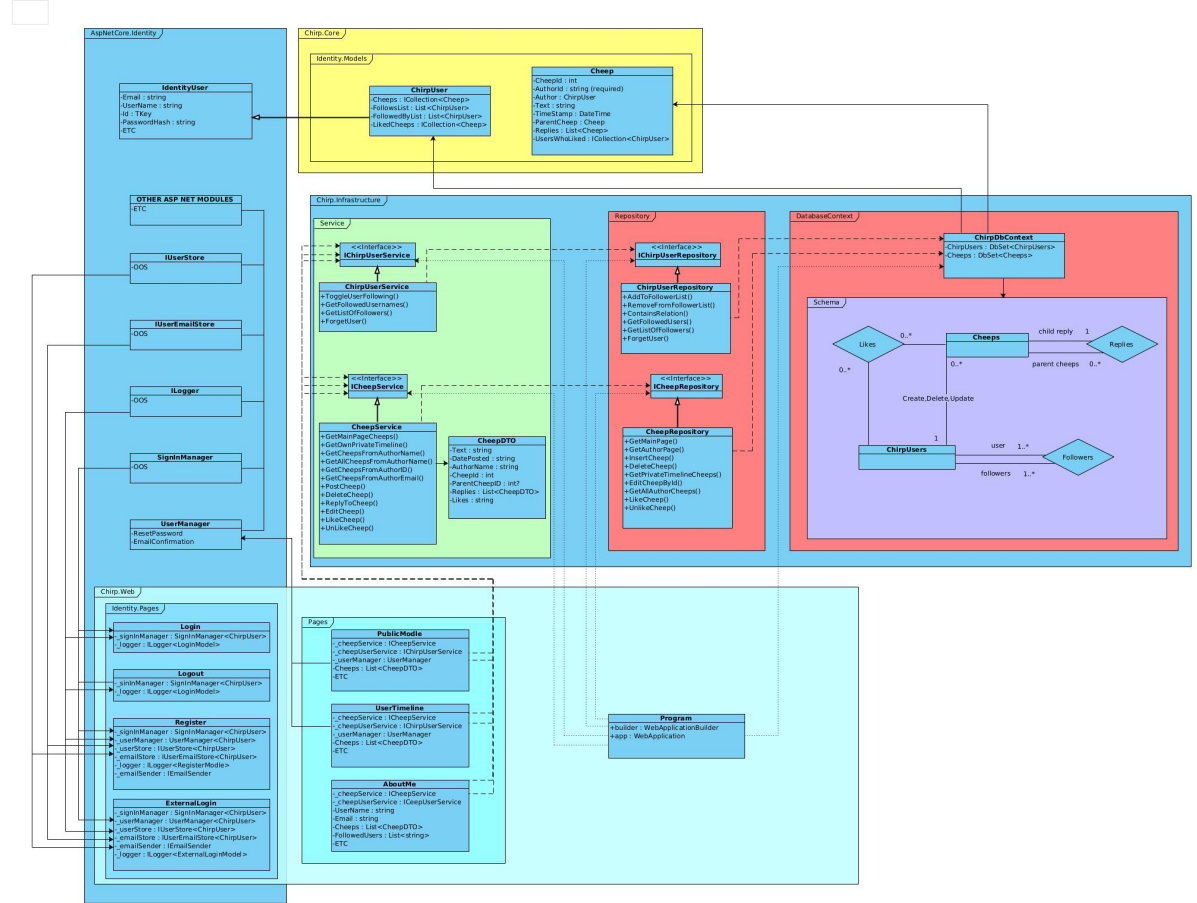 AspNetCore.Identity
IdentityUser
-Email : string
-UserName : string
-Id : TKey
-PasswordHash : string
-ETC
OTHER ASP NET MODULES
-ETC
IUserStore
-OOS
IUserEmailStore
-OOS
ILogger
-OOS
SignInManager
-OOS
UserManager
-ResetPassword
-EmailConfirmation
Chirp.Core
Identity.Models
ChirpUser
-Cheeps : ICollection<Cheep>
-FollowsList : List<ChirpUser>
-FollowedByList : List<ChirpUser>
-LikedCheeps : ICollection<Cheep>
Cheep
-CheepId : int
-AuthorId : string (required)
-Author : ChirpUser
-Text : string
-TimeStamp : DateTime
-ParentCheep : Cheep
-Replies : List<Cheep>
-UsersWhoLiked : ICollection<ChirpUser>
Chirp.Infrastructure
Service
<<Interface>>
IChirpUserService
ChirpUserService
+ToggleUserFollowing()
+GetFollowedUsernames()
+GetListOfFollowers()
+ForgetUser()
<<Interface>>
ICheepService
CheepService
+GetMainPageCheeps()
+GetOwnPrivateTimeline()
+GetCheepsFromAuthorName()
+GetAllCheepsFromAuthorName()
+GetCheepsFromAuthorID()
+GetCheepsFromAuthorEmail()
+PostCheep()
+DeleteCheep()
+ReplyToCheep()
+EditCheep()
+LikeCheep()
+UnLikeCheep()
CheepDTO
-Text : string
-DatePosted : string
-AuthorName : string
-CheepId : int
-ParentCheepID : int?
-Replies : List<CheepDTO>
-Likes : string
Repository
<<Interface>>
IChirpUserRepository
ChirpUserRepository
+AddToFollowerList()
+RemoveFromFollowerList()
+ContainsRelation()
+GetFollowedUsers()
+GetListOfFollowers()
+ForgetUser()
<<Interface>>
ICheepRepository
CheepRepository
+GetMainPage()
+GetAuthorPage()
+InsertCheep()
+DeleteCheep()
+GetPrivateTimelineCheeps()
+EditCheepById()
+GetAllAuthorCheeps()
+LikeCheep()
+UnlikeCheep()
DatabaseContext
ChirpDbContext
-ChirpUsers : DbSet<ChirpUsers>
-Cheeps : DbSet<Cheeps>
Schema
Likes
0..*
Cheeps
child reply
1
Replies
parent cheeps
0..*
0..*
0..*
Create,Delete,Update
1
ChirpUsers
user
1..*
Followers
followers
1..*
Chirp.Web
Identity.Pages
Login
-_signInManager : SignInManager<ChirpUser>
-_logger : ILogger<LoginModel>
Logout
-_sinInManager : SignInManager<ChirpUser>
-_logger : ILogger<LoginModel>
Register
-_signInManager : SignInManager<ChirpUser>
-_userManager : UserManager<ChirpUser>
-_userStore : IUserStore<ChirpUser>
-_emailStore : IUserEmailStore<ChirpUser>
-_logger : ILogger<RegisterModle>
-_emailSender : IEmailSender
ExternalLogin
-_signInManager : SignInManager<ChirpUser>
-_userManager : UserManager<ChirpUser>
-_userStore : IUserStore<ChirpUser>
-_emailStore : IUserEmailStore<ChirpUser>
-_emailSender : IEmailSender
-_logger : ILogger<ExternalLoginModel>
Pages
PublicModle
-_cheepService : ICheepService
-_cheepUserService : IChirpUserService
-_userManager : UserManager
-Cheeps : List<CheepDTO>
-ETC
UserTimeline
-_cheepService : ICheepService
-_cheepUserService : IChirpUserService
-_userManager : UserManager
-Cheeps : List<CheepDTO>
-ETC
AboutMe
-_cheepService : ICheepService
-_cheepUserService : ICeepUserService
-UserName : string
-Email : string
-Cheeps : List<CheepDTO>
-FollowedUsers : List<string>
-ETC
Program
+builder : WebApplicationBuilder
+app : WebApplication